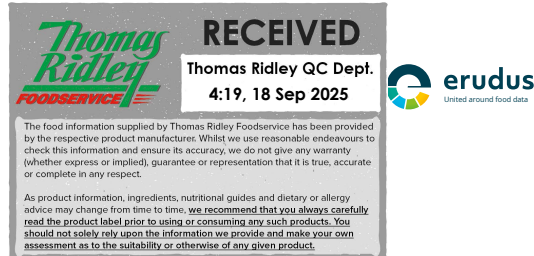 Thomas
Ridley
FOODSERVICE
RECEIVED
Thomas Ridley QC Dept.
4:19, 18 Sep 2025
erudus
United around food data
The food information supplied by Thomas Ridley Foodservice has been provided
by the respective product manufacturer. Whilst we use reasonable endeavours to
check this information and ensure its accuracy, we do not give any warranty
(whether express or implied), guarantee or representation that it is true, accurate
or complete in any respect.
As product information, ingredients, nutritional guides and dietary or allergy
advice may change from time to time, we recommend that you always carefully
read the product label prior to using or consuming any such products. You
should not solely rely upon the information we provide and make your own
assessment as to the suitability or otherwise of any given product.